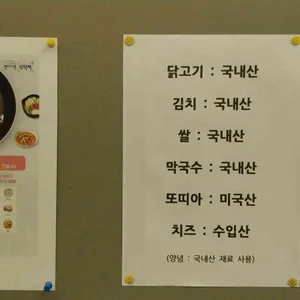 닭고기 : 국내산
김치 : 국내산
쌀 : 국내산
막국수 : 국내산
또띠아 : 미국산
치즈 : 수입산
(양념 : 국내산 재료 사용)